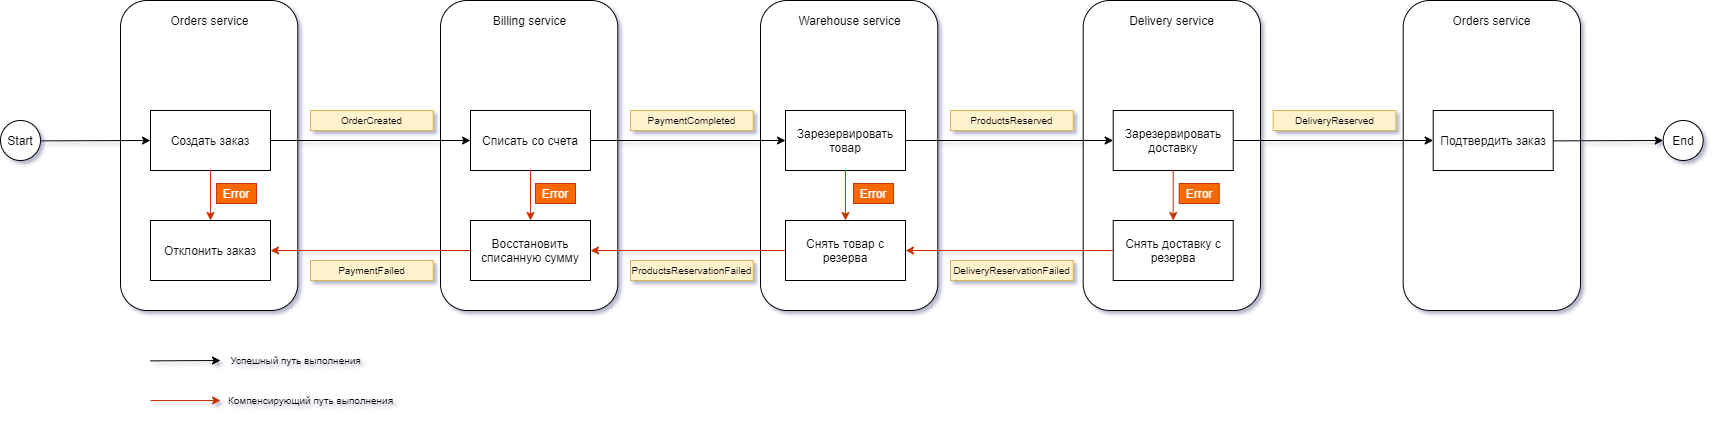 Orders service
Billing service
Warehouse service
Delivery service
Orders service
OrderCreated
PaymentCompleted
ProductsReserved
DeliveryReserved
Start
Создать заказ
Списать со счета
Зарезервировать
товар
Зарезервировать
доставку
Подтвердить заказ
End
Error
Error
Error
Error
Отклонить заказ
Восстановить
списанную сумму
Снять товар с
резерва
Снять доставку с
резерва
PaymentFailed
ProductsReservationFailed
DeliveryReservationFailed
Успешный путь выполнения
Компенсирующий путь выполнения